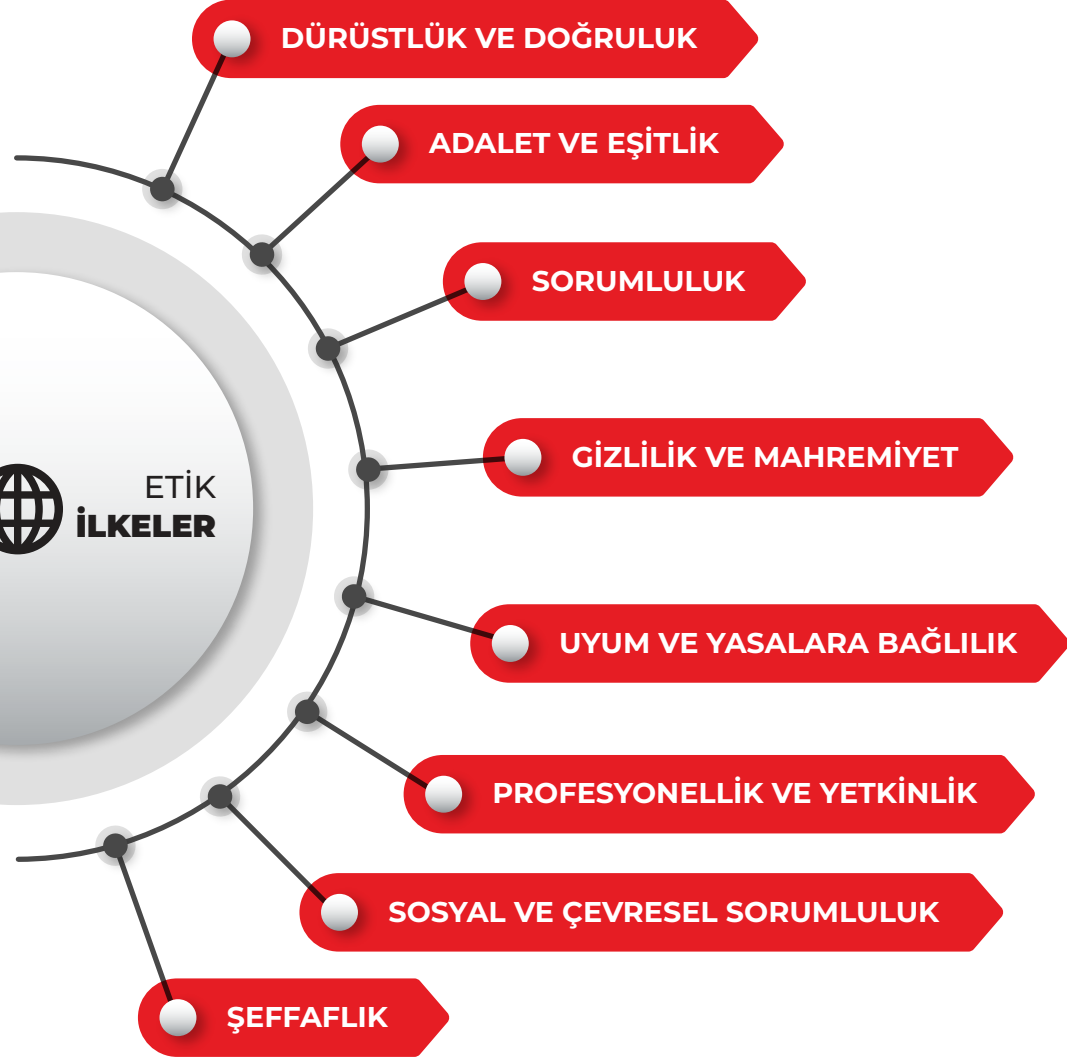 DÜRÜSTLÜK VE DOĞRULUK
ADALET VE EŞİTLİK
SORUMLULUK
GİZLİLİK VE MAHREMİYET
ETİK
İLKELER
UYUM VE YASALARA BAĞLILIK
PROFESYONELLİK VE YETKİNLİK
SOSYAL VE ÇEVRESEL SORUMLULUK
ŞEFFAFLIK